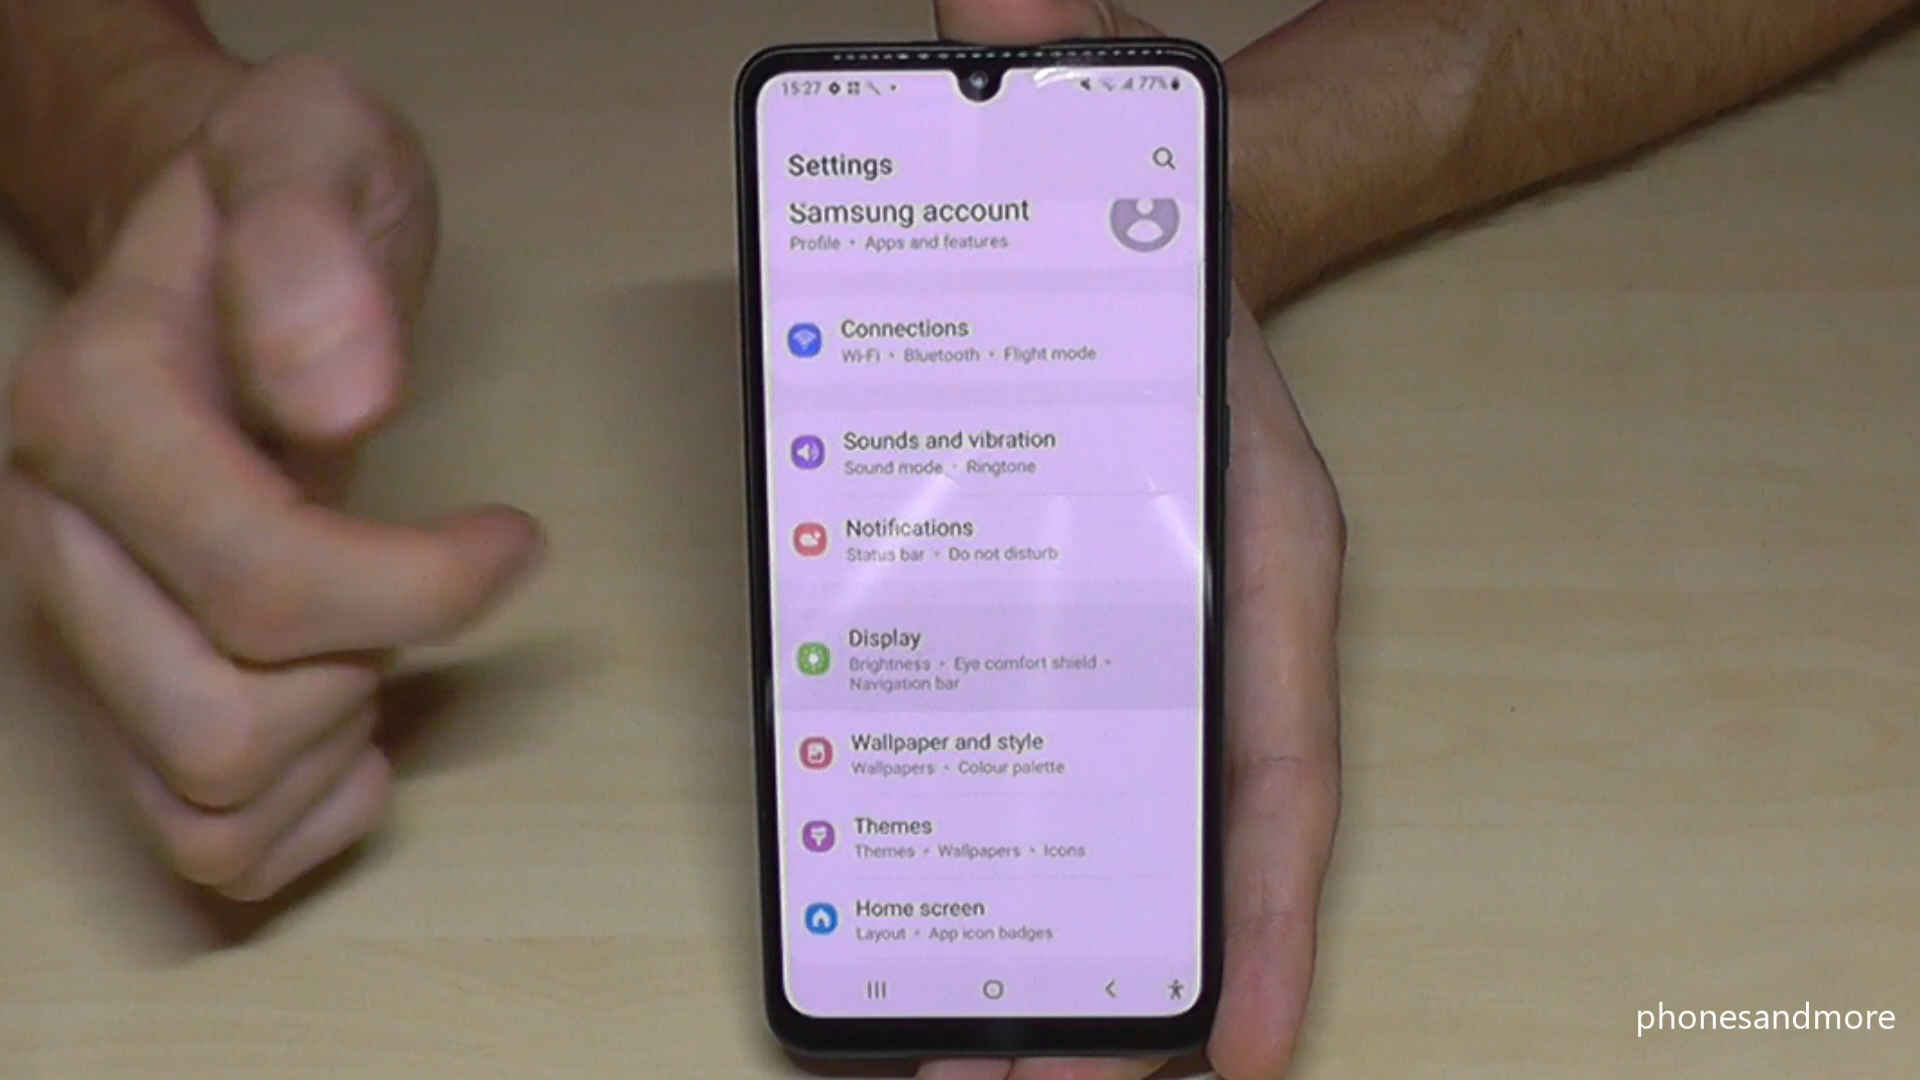 15:27
77%
Settings
Samsung account
Profile • Apps and features
Connections
Wi-Fi • Bluetooth • Flight mode
Sounds and vibration
Sound mode • Ringtone
Notifications
Status bar • Do not disturb
Display
Brightness • Eye comfort shield •
Navigation bar
Wallpaper and style
Wallpapers • Colour palette
Themes
Themes • Wallpapers • Icons
Home screen
Layout • App icon badges
phonesandmore